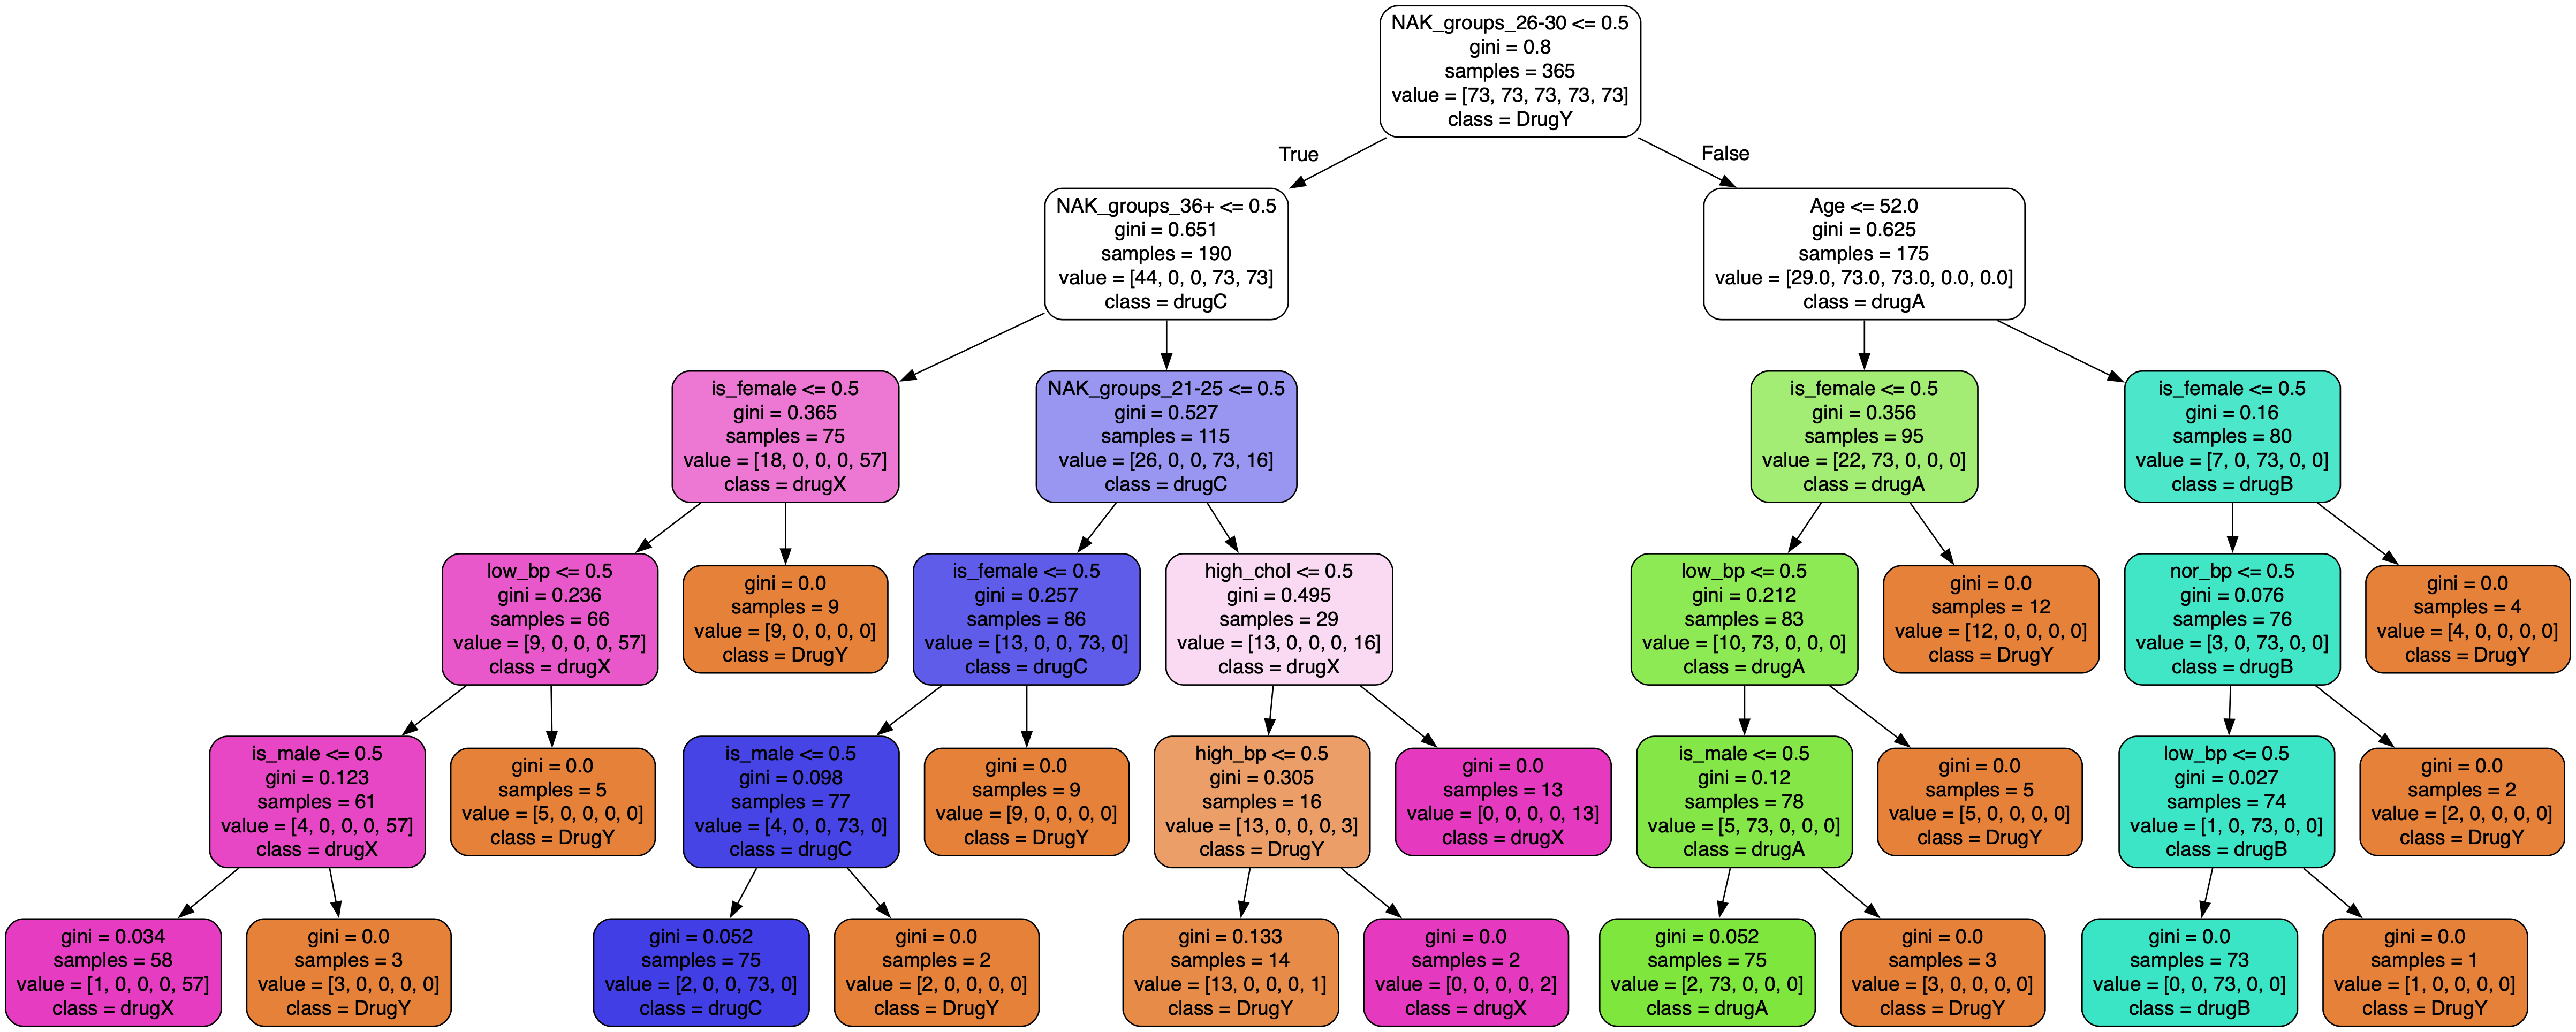 NAK_groups_26-30 <= 0.5
gini = 0.8
samples = 365
value = [73, 73, 73, 73, 73]
class = DrugY
True
False
NAK_groups_36+ <= 0.5
gini = 0.651
samples = 190
value = [44, 0, 0, 73, 73]
class = drugC
Age <= 52.0
gini = 0.625
samples = 175
value = [29.0, 73.0, 73.0, 0.0, 0.0]
class = drugA
is_female <= 0.5
gini = 0.365
samples = 75
value = [18, 0, 0, 0, 57]
class = drugX
NAK_groups_21-25 <= 0.5
gini = 0.527
samples = 115
value = [26, 0, 0, 73, 16]
class = drugC
is_female <= 0.5
gini = 0.356
samples = 95
value = [22, 73, 0, 0, 0]
class = drugA
is_female <= 0.5
gini = 0.16
samples = 80
value = [7, 0, 73, 0, 0]
class = drugB
low_bp <= 0.5
gini = 0.236
samples = 66
value = [9, 0, 0, 0, 57]
class = drugX
gini = 0.0
samples = 9
value = [9, 0, 0, 0, 0]
class = DrugY
is_female <= 0.5
gini = 0.257
samples = 86
value = [13, 0, 0, 73, 0]
class = drugC
high_chol <= 0.5
gini = 0.495
samples = 29
value = [13, 0, 0, 0, 16]
class = drugX
low_bp <= 0.5
gini = 0.212
samples = 83
value = [10, 73, 0, 0, 0]
class = drugA
gini = 0.0
samples = 12
value = [12, 0, 0, 0, 0]
class = DrugY
nor_bp <= 0.5
gini = 0.076
samples = 76
value = [3, 0, 73, 0, 0]
class = drugB
gini = 0.0
samples = 4
value = [4, 0, 0, 0, 0]
class = DrugY
is_male <= 0.5
gini = 0.123
samples = 61
value = [4, 0, 0, 0, 57]
class = drugX
gini = 0.0
samples = 5
value = [5, 0, 0, 0, 0]
class = DrugY
is_male <= 0.5
gini = 0.098
samples = 77
value = [4, 0, 0, 73, 0]
class = drugC
gini = 0.0
samples = 9
value = [9, 0, 0, 0, 0]
class = DrugY
high_bp <= 0.5
gini = 0.305
samples = 16
value = [13, 0, 0, 0, 3]
class = DrugY
gini = 0.0
samples = 13
value = [0, 0, 0, 0, 13]
class = drugX
is_male <= 0.5
gini = 0.12
samples = 78
value = [5, 73, 0, 0, 0]
class = drugA
gini = 0.0
samples = 5
value = [5, 0, 0, 0, 0]
class = DrugY
low_bp <= 0.5
gini = 0.027
samples = 74
value = [1, 0, 73, 0, 0]
class = drugB
gini = 0.0
samples = 2
value = [2, 0, 0, 0, 0]
class = DrugY
gini = 0.034
samples = 58
value = [1, 0, 0, 0, 57]
class = drugX
gini = 0.0
samples = 3
value = [3, 0, 0, 0, 0]
class = DrugY
gini = 0.052
samples = 75
value = [2, 0, 0, 73, 0]
class = drugC
gini = 0.0
samples = 2
value = [2, 0, 0, 0, 0]
class = DrugY
gini = 0.133
samples = 14
value = [13, 0, 0, 0, 1]
class = DrugY
gini = 0.0
samples = 2
value = [0, 0, 0, 0, 2]
class = drugX
gini = 0.052
samples = 75
value = [2, 73, 0, 0, 0]
class = drugA
gini = 0.0
samples = 3
value = [3, 0, 0, 0, 0]
class = DrugY
gini = 0.0
samples = 73
value = [0, 0, 73, 0, 0]
class = drugB
gini = 0.0
samples = 1
value = [1, 0, 0, 0, 0]
class = DrugY